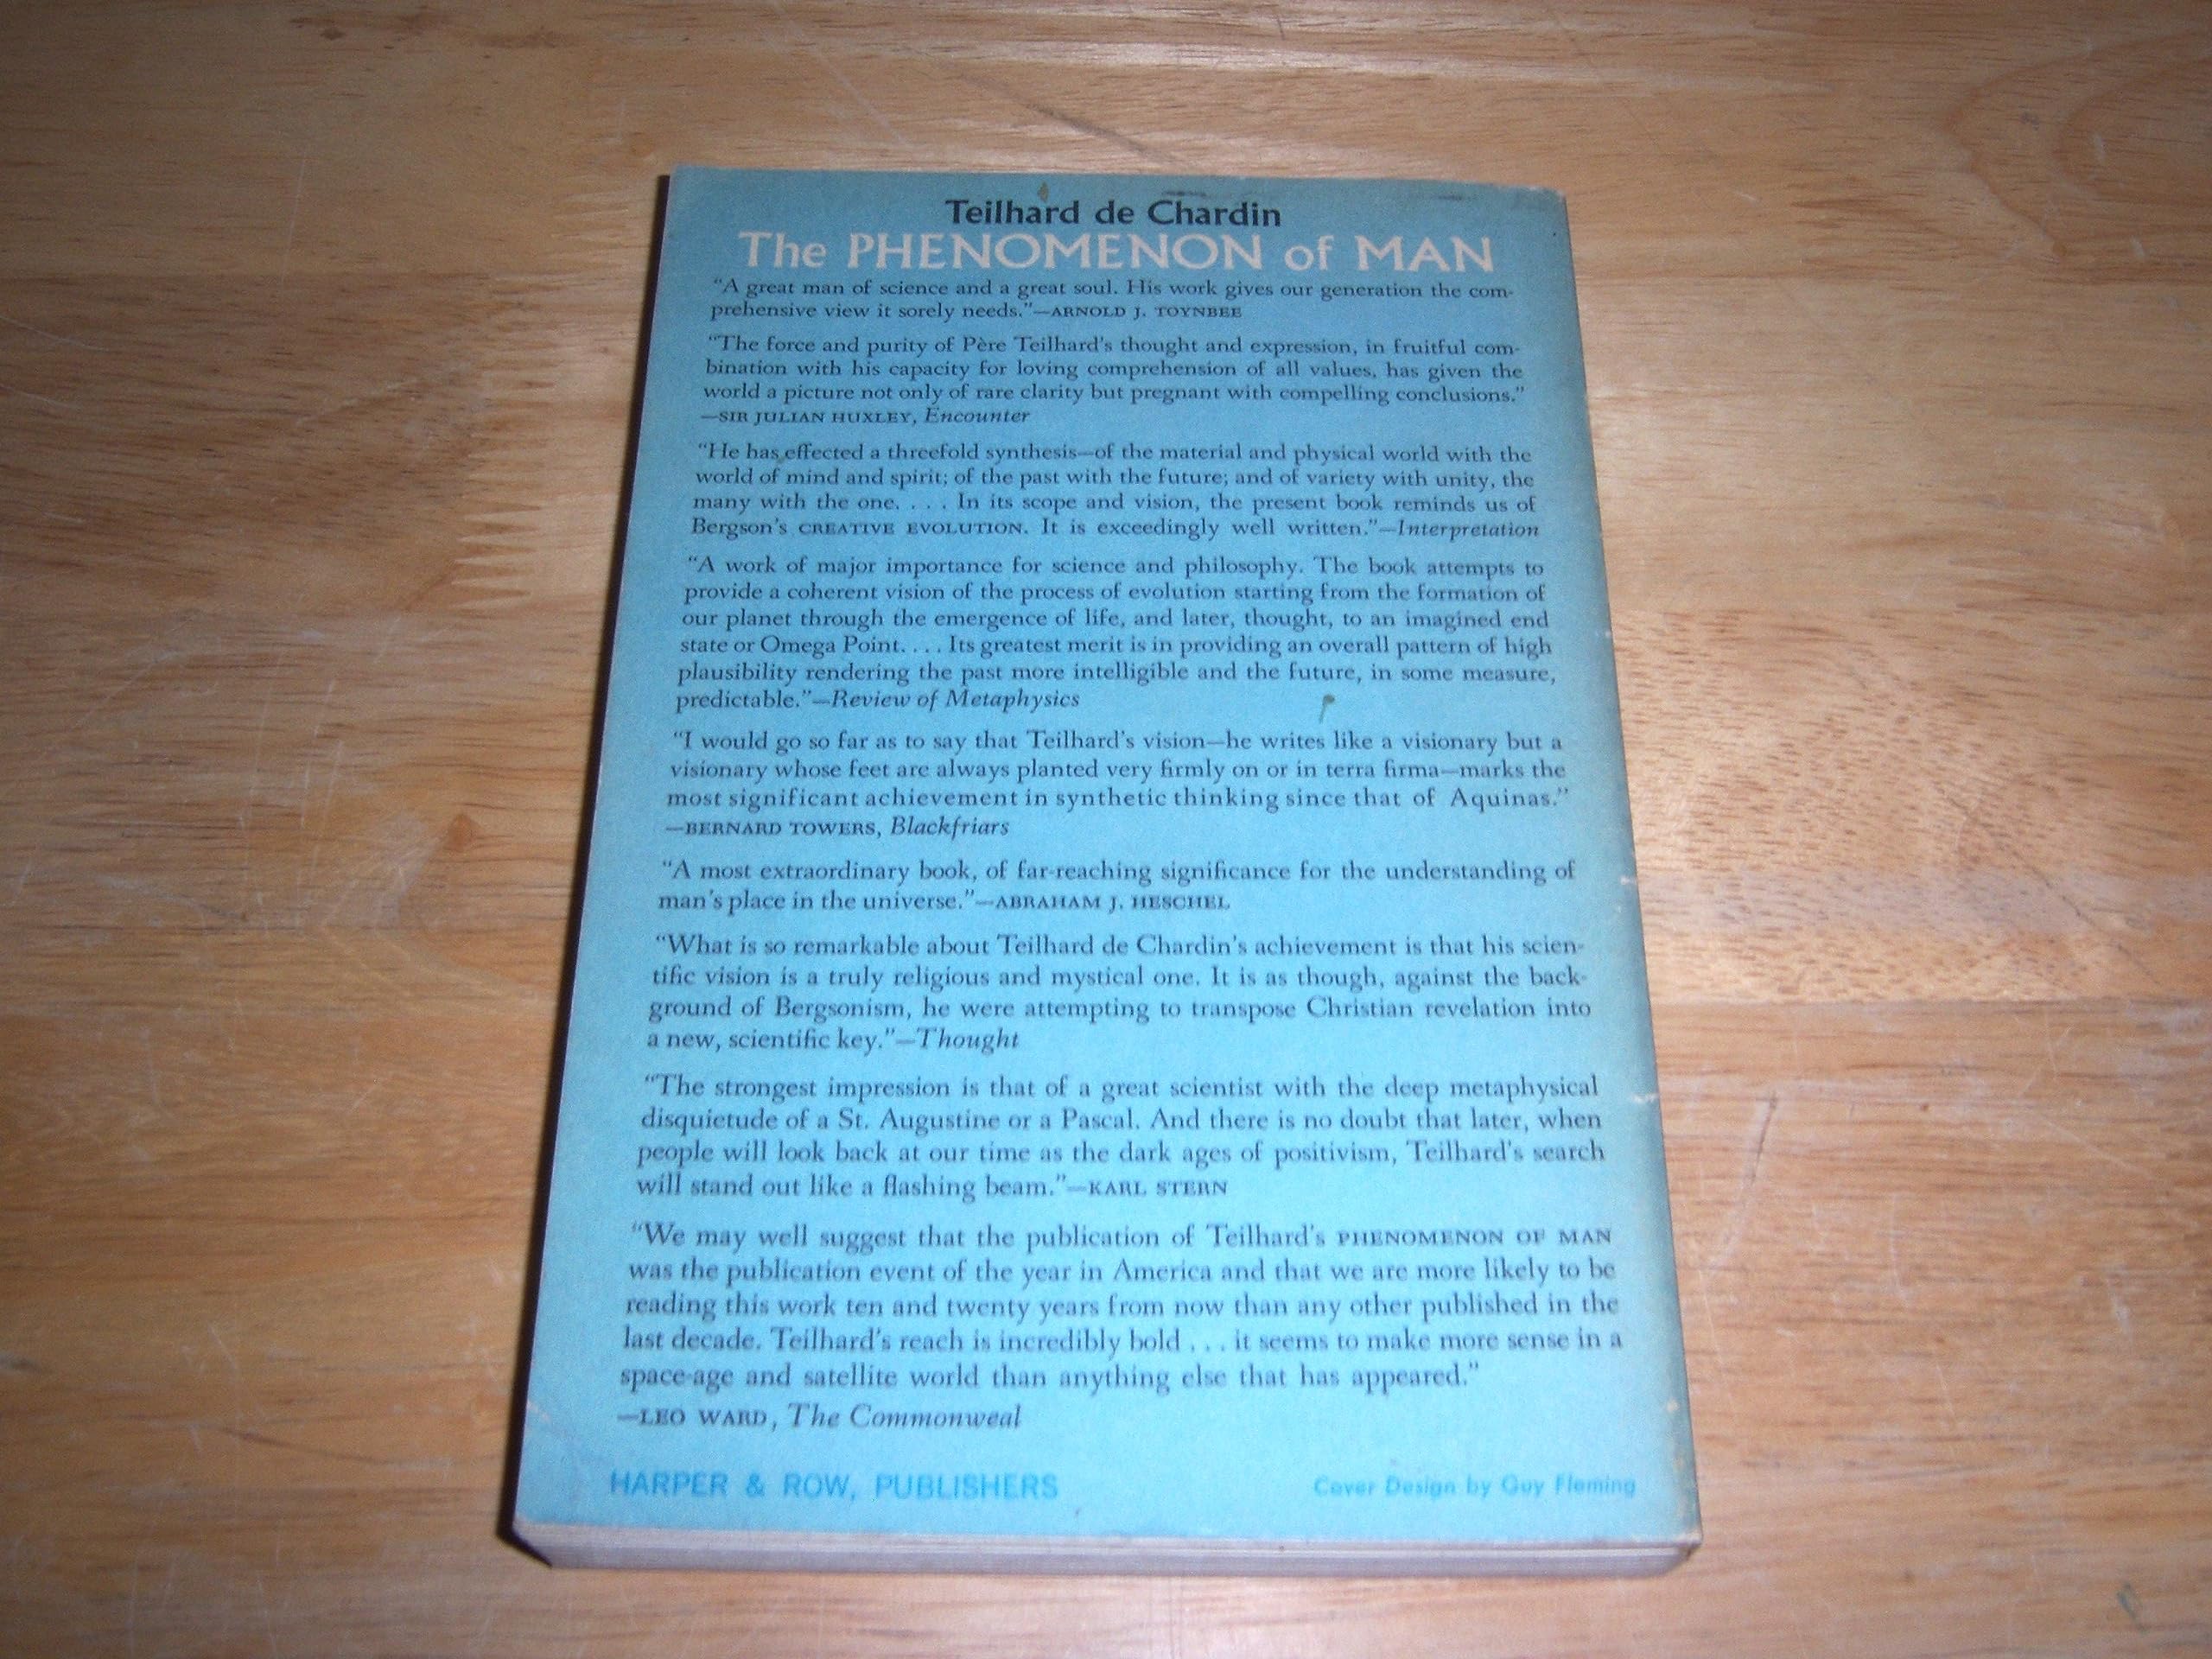 Teilhard de Chardin
The PHENOMENON of MAN
“A great man of science and a great soul. His work gives our generation the com-
prehensive view it sorely needs.”—ARNOLD J. TOYNBEE
“The force and purity of Père Teilhard's thought and expression, in fruitful com-
bination with his capacity for loving comprehension of all values, has given the
world a picture not only of rare clarity but pregnant with compelling conclusions.”
—SIR JULIAN HUXLEY, Encounter
“He has effected a threefold synthesis—of the material and physical world with the
world of mind and spirit; of the past with the future; and of variety with unity, the
many with the one. . . . In its scope and vision, the present book reminds us of
Bergson's CREATIVE EVOLUTION. It is exceedingly well written.”—Interpretation
“A work of major importance for science and philosophy. The book attempts to
provide a coherent vision of the process of evolution starting from the formation of
our planet through the emergence of life, and later, thought, to an imagined end
state or Omega Point. . . . Its greatest merit is in providing an overall pattern of high
plausibility rendering the past more intelligible and the future, in some measure,
predictable.”—Review of Metaphysics
“I would go so far as to say that Teilhard's vision—he writes like a visionary but a
visionary whose feet are always planted very firmly on or in terra firma—marks the
most significant achievement in synthetic thinking since that of Aquinas.”
—BERNARD TOWERS, Blackfriars
“A most extraordinary book, of far-reaching significance for the understanding of
man's place in the universe.”—ABRAHAM J. HESCHEL
“What is so remarkable about Teilhard de Chardin's achievement is that his scien-
tific vision is a truly religious and mystical one. It is as though, against the back-
ground of Bergsonism, he were attempting to transpose Christian revelation into
a new, scientific key.”—Thought
“The strongest impression is that of a great scientist with the deep metaphysical
disquietude of a St. Augustine or a Pascal. And there is no doubt that later, when
people will look back at our time as the dark ages of positivism, Teilhard's search
will stand out like a flashing beam.”—KARL STERN
“We may well suggest that the publication of Teilhard's PHENOMENON OF MAN
was the publication event of the year in America and that we are more likely to be
reading this work ten and twenty years from now than any other published in the
last decade. Teilhard's reach is incredibly bold . . . it seems to make more sense in a
space-age and satellite world than anything else that has appeared.”
—LEO WARD, The Commonweal
HARPER & ROW, PUBLISHERS
Cover Design by Guy Fleming